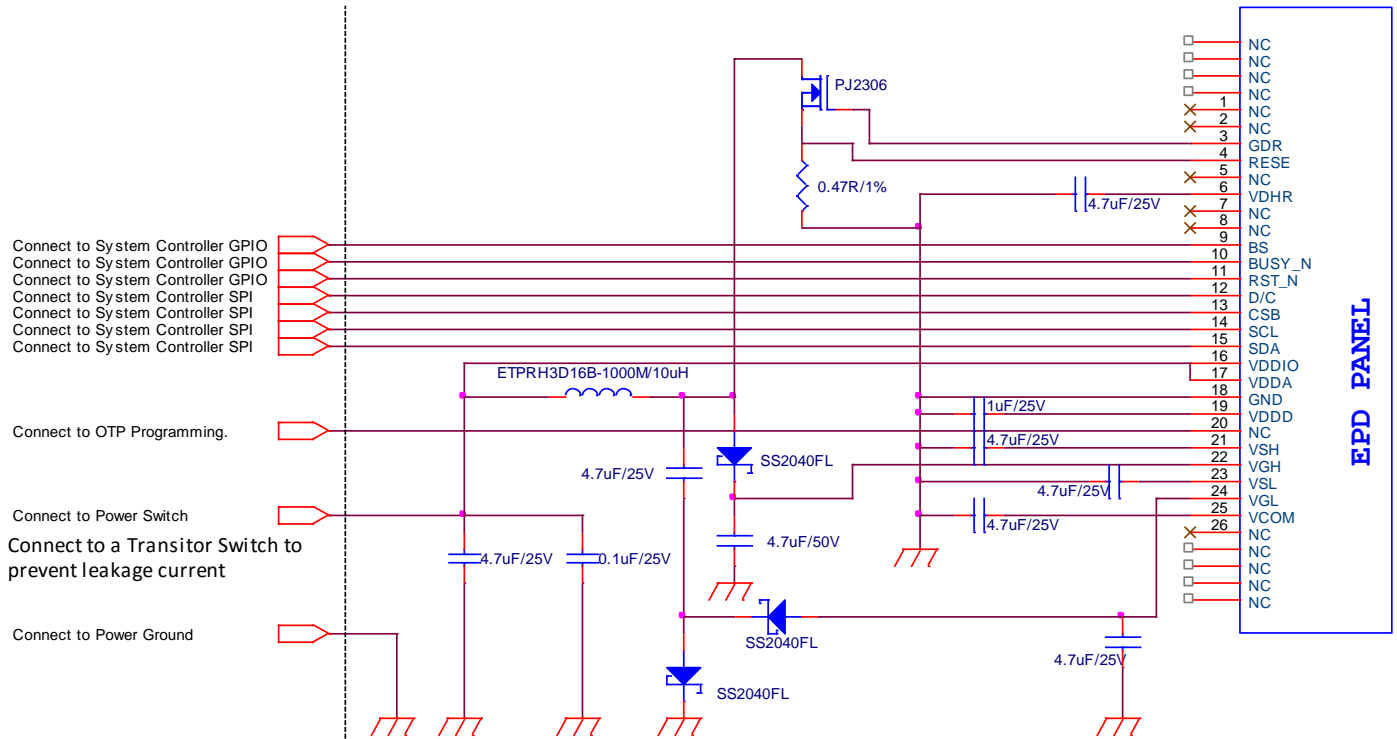 NC
NC
NC
NC
1 NC
2 NC
3 GDR
4 RESE
5 NC
6 VDHR
7 NC
8 NC
9 BS
10 BUSY_N
11 RST_N
12 D/C
13 CSB
14 SCL
15 SDA
16 VDDIO
17 VDDA
18 GND
19 VDDD
20 NC
21 VSH
22 VGH
23 VSL
24 VGL
25 VCOM
26 NC
NC
NC
NC
NC
EPD PANEL
PJ2306
0.47R/1%
4.7uF/25V
Connect to System Controller GPIO
Connect to System Controller GPIO
Connect to System Controller GPIO
Connect to System Controller SPI
Connect to System Controller SPI
Connect to System Controller SPI
Connect to System Controller SPI
ETPRH3D16B-1000M/10uH
1uF/25V
Connect to OTP Programming.
4.7uF/25V
SS2040FL
4.7uF/25V
4.7uF/25V
Connect to Power Switch
4.7uF/25V
Connect to a Transitor Switch to
prevent leakage current
4.7uF/25V
0.1uF/25V
4.7uF/50V
Connect to Power Ground
SS2040FL
4.7uF/25V
SS2040FL